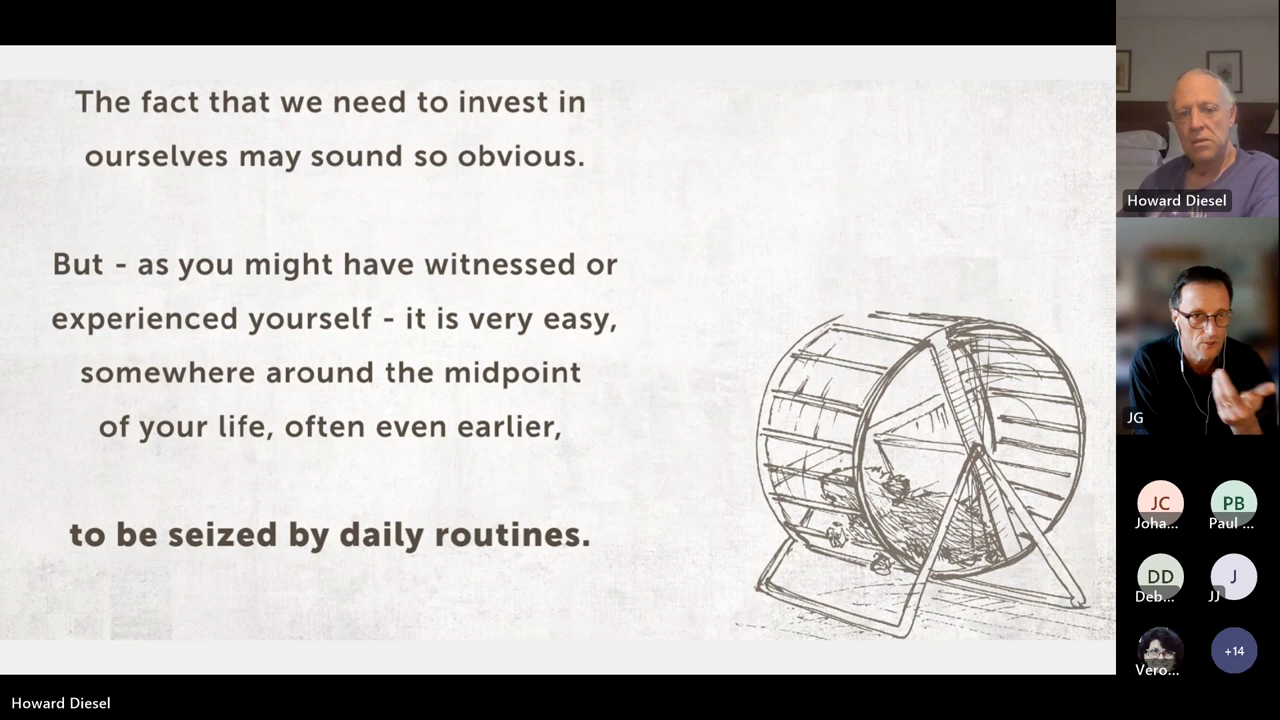 The fact that we need to invest in
ourselves may sound so obvious.
But - as you might have witnessed or
experienced yourself - it is very easy,
somewhere around the midpoint
of your life, often even earlier,
to be seized by daily routines.
Howard Diesel
JG
JC
Joha...
PB
Paul ...
DD
Deb...
J
JJ
Vero...
+14
Howard Diesel